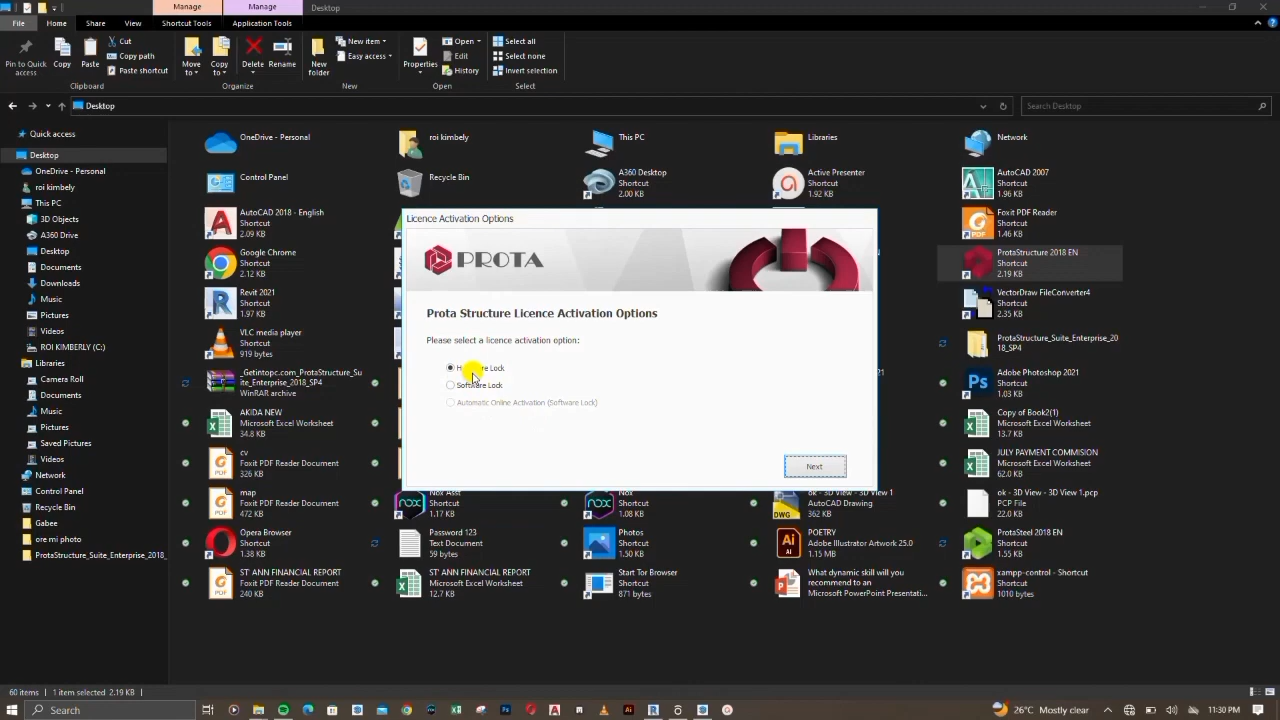 Manage
Manage
Desktop
File
Home
Share
View
Shortcut Tools
Application Tools
Pin to Quick access
Copy
Paste
Cut
Copy path
Paste shortcut
Move to
Copy to
Delete
Rename
New folder
New item
Easy access
Properties
Open
Edit
History
Select all
Select none
Invert selection
Clipboard
Organize
New
Open
Select
Desktop
Search Desktop
Quick access
Desktop
OneDrive - Personal
roi kimbely
This PC
3D Objects
A360 Drive
Desktop
Documents
Downloads
Music
Pictures
Videos
ROI KIMBERLY (C:)
Libraries
Camera Roll
Documents
Music
Pictures
Saved Pictures
Videos
Network
Control Panel
Recycle Bin
Gabee
ore mi photo
ProtaStructure_Suite_Enterprise_2018_
OneDrive - Personal
roi kimbely
This PC
Libraries
Network
Control Panel
Recycle Bin
A360 Desktop
Shortcut
2.00 KB
Active Presenter
Shortcut
1.92 KB
AutoCAD 2007
Shortcut
1.96 KB
AutoCAD 2018 - English
Shortcut
2.09 KB
Foxit PDF Reader
Shortcut
1.46 KB
Google Chrome
Shortcut
2.12 KB
ProtaStructure 2018 EN
Shortcut
2.19 KB
Revit 2021
Shortcut
1.97 KB
VectorDraw FileConverter4
Shortcut
2.35 KB
VLC media player
Shortcut
919 bytes
ProtaStructure_Suite_Enterprise_20
18_SP4
_Getintopc.com_ProtaStructure_Su
ite_Enterprise_2018_SP4
WinRAR archive
Adobe Photoshop 2021
Shortcut
1.03 KB
AKIDA NEW
Microsoft Excel Worksheet
34.8 KB
Copy of Book2(1)
Microsoft Excel Worksheet
13.7 KB
cv
Foxit PDF Reader Document
326 KB
JULY PAYMENT COMMISION
Microsoft Excel Worksheet
62.0 KB
map
Foxit PDF Reader Document
472 KB
Nox Asst
Shortcut
1.17 KB
Nox
Shortcut
1.08 KB
ok - 3D View - 3D View 1
AutoCAD Drawing
362 KB
ok - 3D View - 3D View 1.pcp
PCP File
22.0 KB
Opera Browser
Shortcut
1.38 KB
Password 123
Text Document
59 bytes
Photos
Shortcut
1.50 KB
POETRY
Adobe Illustrator Artwork 25.0
1.15 MB
ProtaSteel 2018 EN
Shortcut
1.55 KB
ST' ANN FINANCIAL REPORT
Foxit PDF Reader Document
240 KB
ST' ANN FINANCIAL REPORT
Microsoft Excel Worksheet
12.7 KB
Start Tor Browser
Shortcut
871 bytes
What dynamic skill will you
recommend to an
Microsoft PowerPoint Presentati...
xampp-control - Shortcut
Shortcut
1010 bytes
Licence Activation Options
PROTA
Prota Structure Licence Activation Options
Please select a licence activation option:
Lock
Software Lock
Automatic Online Activation (Software Lock)
Next
60 items
1 item selected 2.19 KB
Search
26°C Mostly clear
11:30 PM